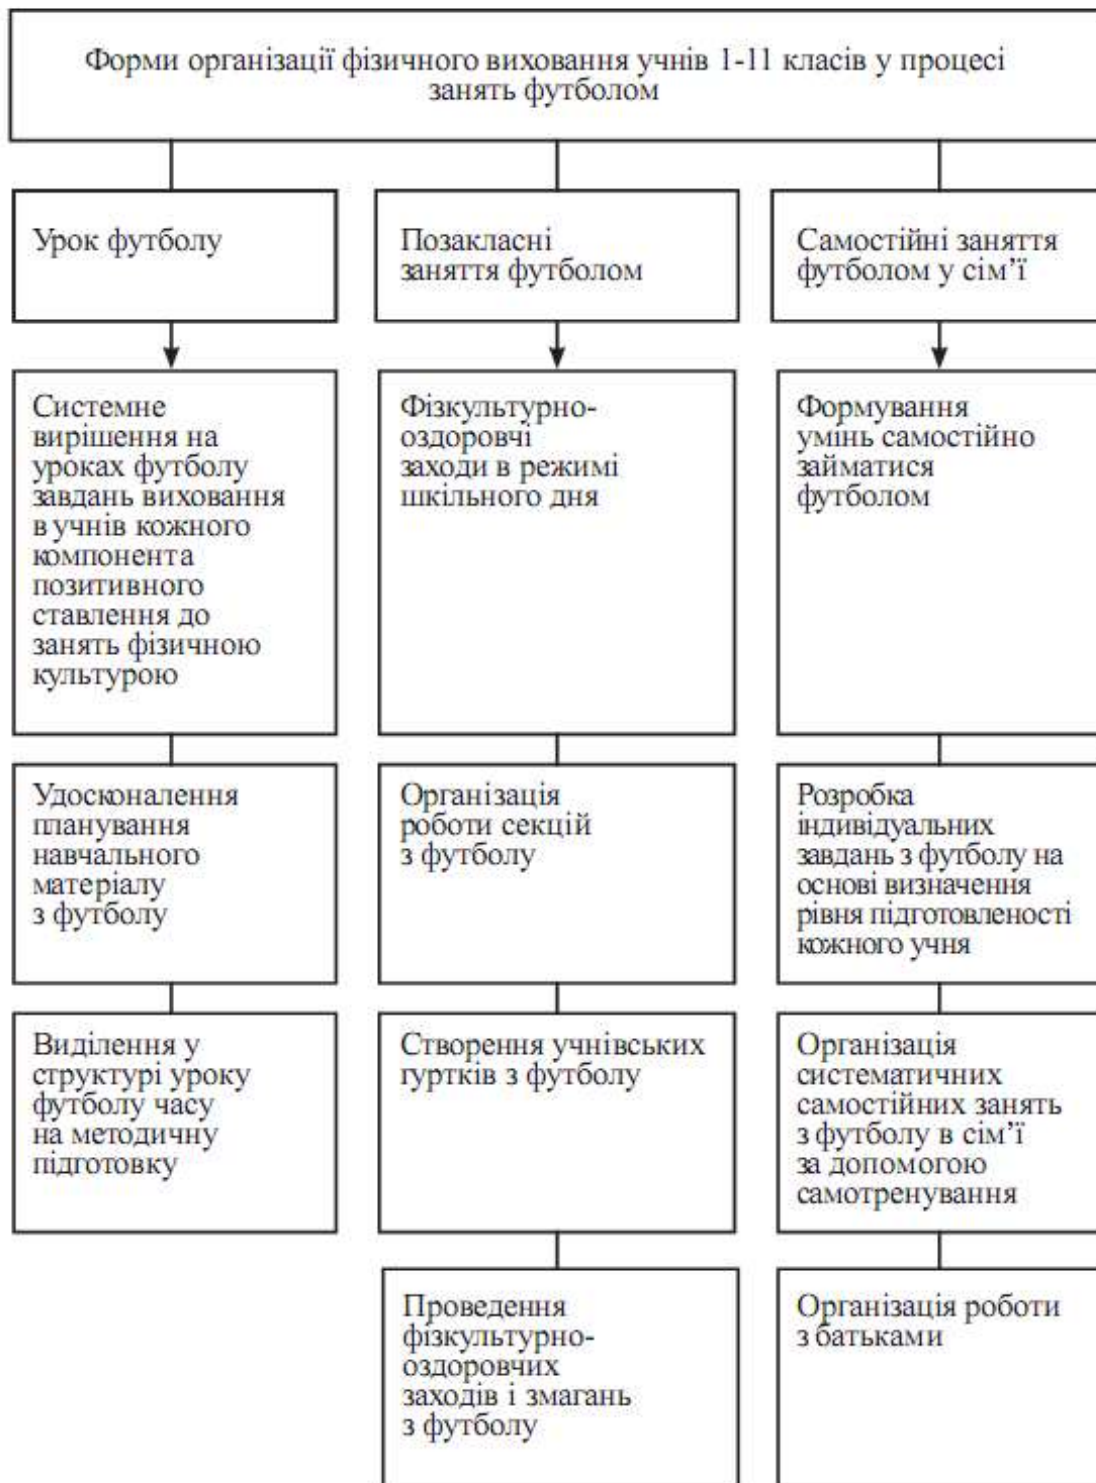 Форми організації фізичного виховання учнів 1-11 класів у процесі
занять футболом
Урок футболу
Позакласні
заняття футболом
Самостійні заняття
футболом у сім’ї
Системне
вирішення на
уроках футболу
завдань виховання
в учнів кожного
компонента
позитивного
ставлення до
занять фізичною
культурою
Фізкультурно-
оздоровчі
заходи в режимі
шкільного дня
Формування
умінь самостійно
займатися
футболом
Удосконалення
планування
навчального
матеріалу
з футболу
Організація
роботи секцій
з футболу
Розробка
індивідуальних
завдань з футболу на
основі визначення
рівня підготовленості
кожного учня
Виділення у
структурі уроку
футболу часу
на методичну
підготовку
Створення учнівських
гуртків з футболу
Організація
систематичних
самостійних занять
з футболу в сім’ї
за допомогою
самотренування
Проведення
фізкультурно-
оздоровчих
заходів і змагань
з футболу
Організація роботи
з батьками